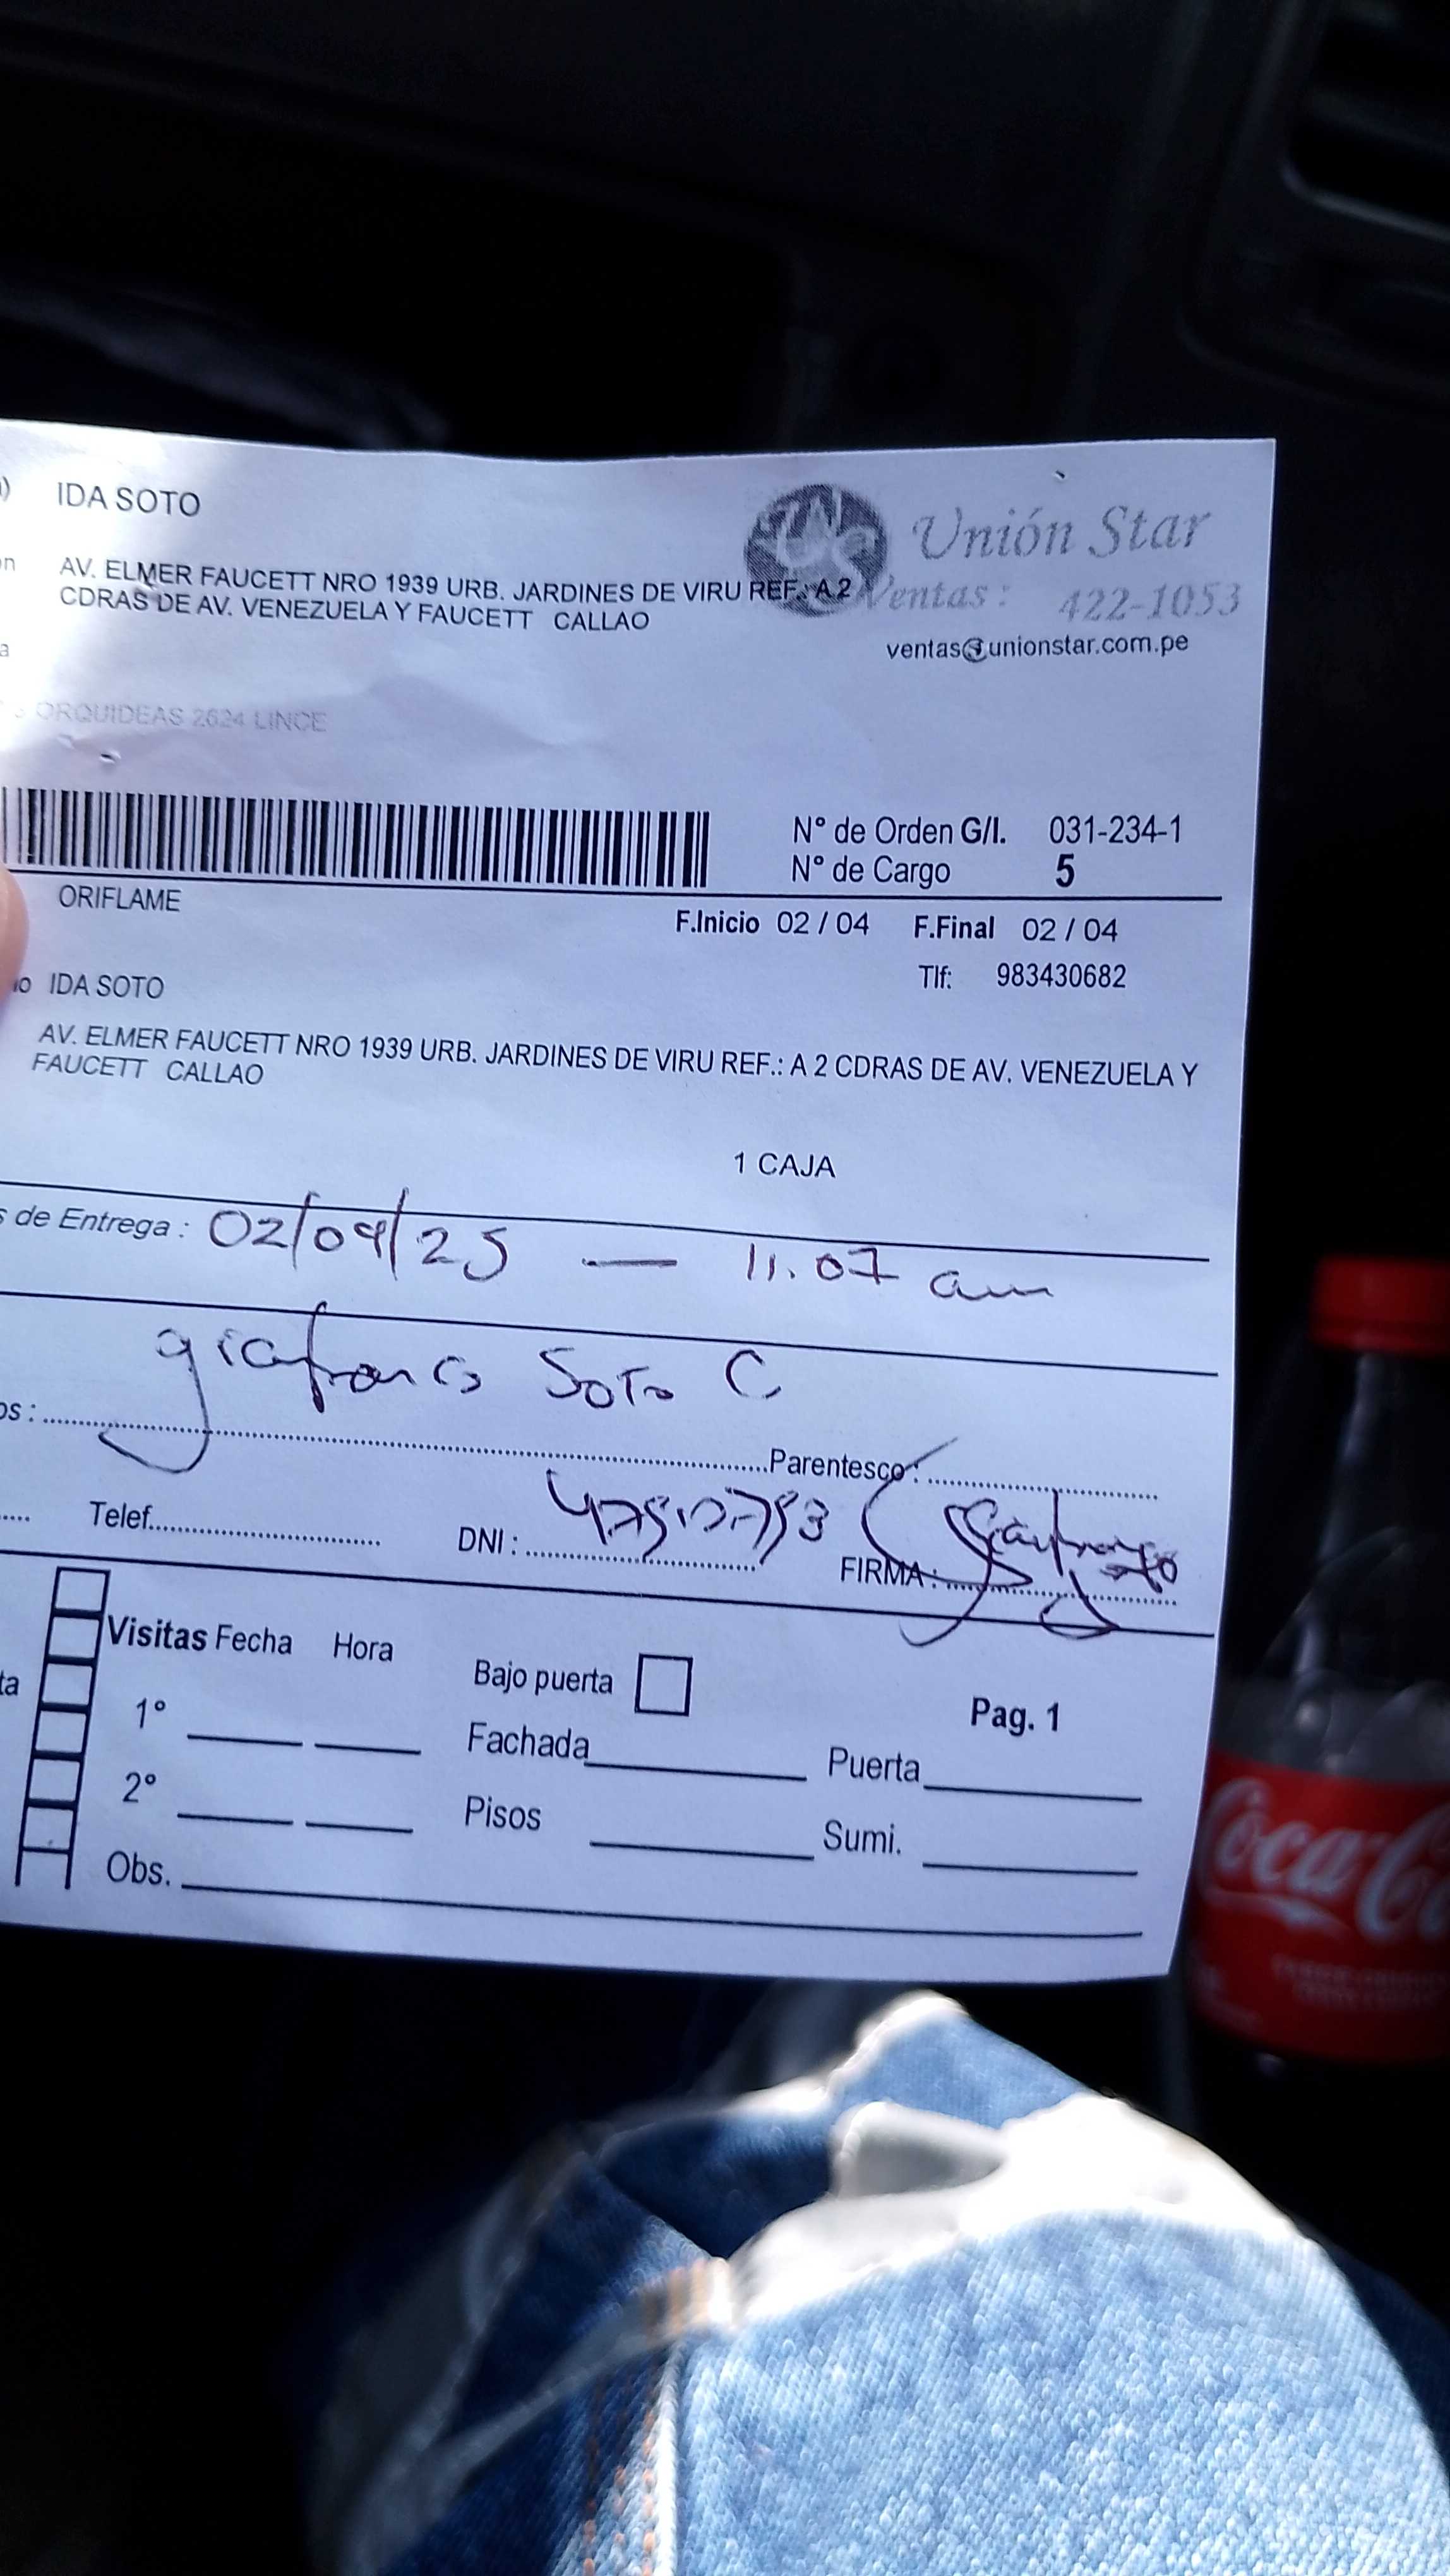 IDA SOTO
Unión Star
AV. ELMER FAUCETT NRO 1939 URB. JARDINES DE VIRU REF.: A 2
CDRAS DE AV. VENEZUELA Y FAUCETT CALLAO
Ventas: 422-1053
ventas@unionstar.com.pe
ORQUIDEAS 2624 LINCE
N° de Orden G/I. 031-234-1
N° de Cargo 5
ORIFLAME
F.Inicio 02 / 04 F.Final 02 / 04
Tlf: 983430682
IDA SOTO
AV. ELMER FAUCETT NRO 1939 URB. JARDINES DE VIRU REF.: A 2 CDRAS DE AV. VENEZUELA Y
FAUCETT CALLAO
1 CAJA
de Entrega: 02/04/25 — 11.07 am
Soto C
os:
Parentesco:
Telef. DNI: FIRMA:
Visitas Fecha Hora
Bajo puerta
Pag. 1
1°
Fachada Puerta
2°
Pisos Sumi.
Obs.
Coca-Co